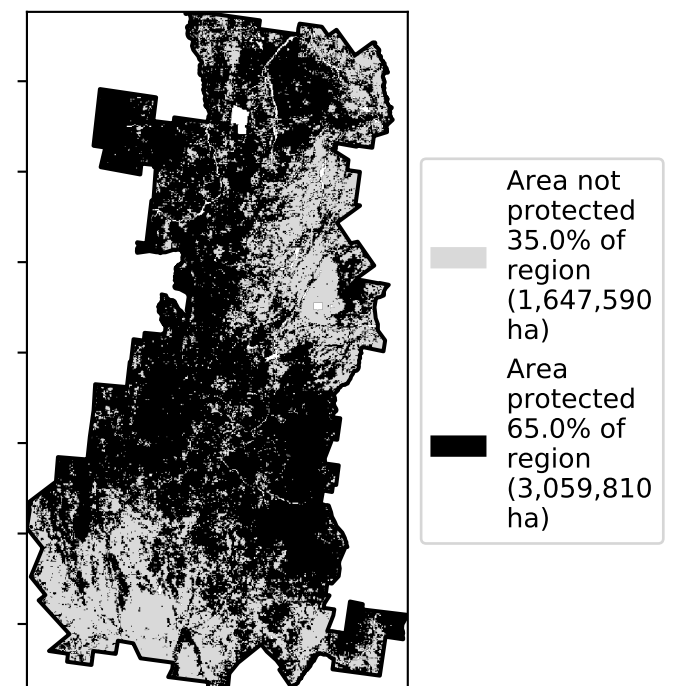 Area not
protected
35.0% of
region
(1,647,590
ha)
Area
protected
65.0% of
region
(3,059,810
ha)